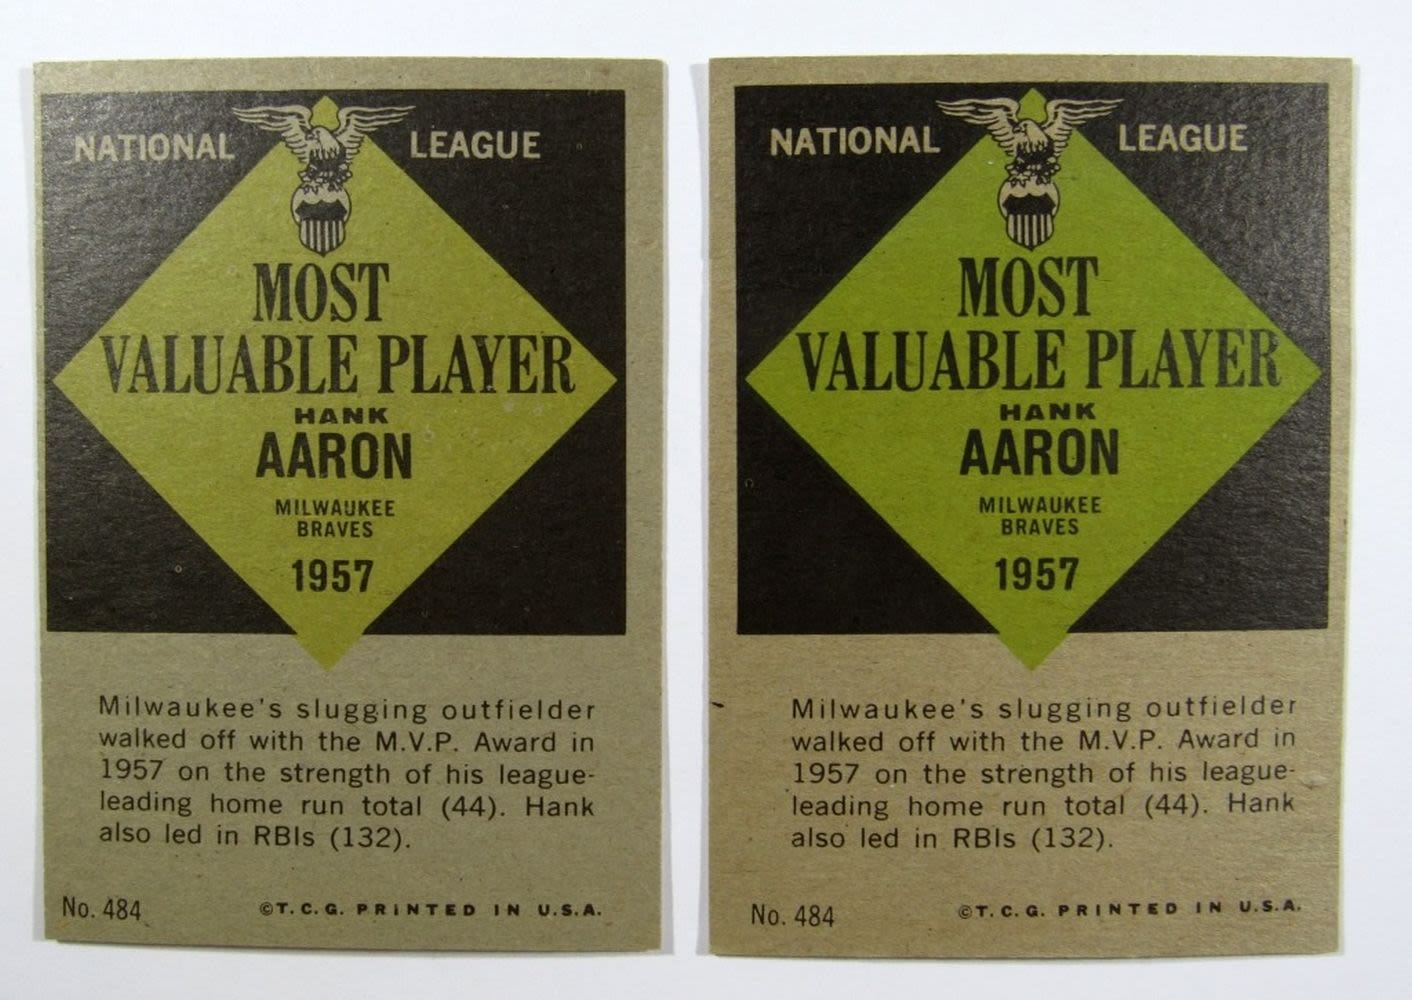 NATIONAL LEAGUE
MOST
VALUABLE PLAYER
HANK
AARON
MILWAUKEE
BRAVES
1957
Milwaukee's slugging outfielder
walked off with the M.V.P. Award in
1957 on the strength of his league-
leading home run total (44). Hank
also led in RBIs (132).
No. 484 ©T.C.G. PRINTED IN U.S.A.
NATIONAL LEAGUE
MOST
VALUABLE PLAYER
HANK
AARON
MILWAUKEE
BRAVES
1957
Milwaukee's slugging outfielder
walked off with the M.V.P. Award in
1957 on the strength of his league-
leading home run total (44). Hank
also led in RBIs (132).
No. 484 ©T.C.G. PRINTED IN U.S.A.